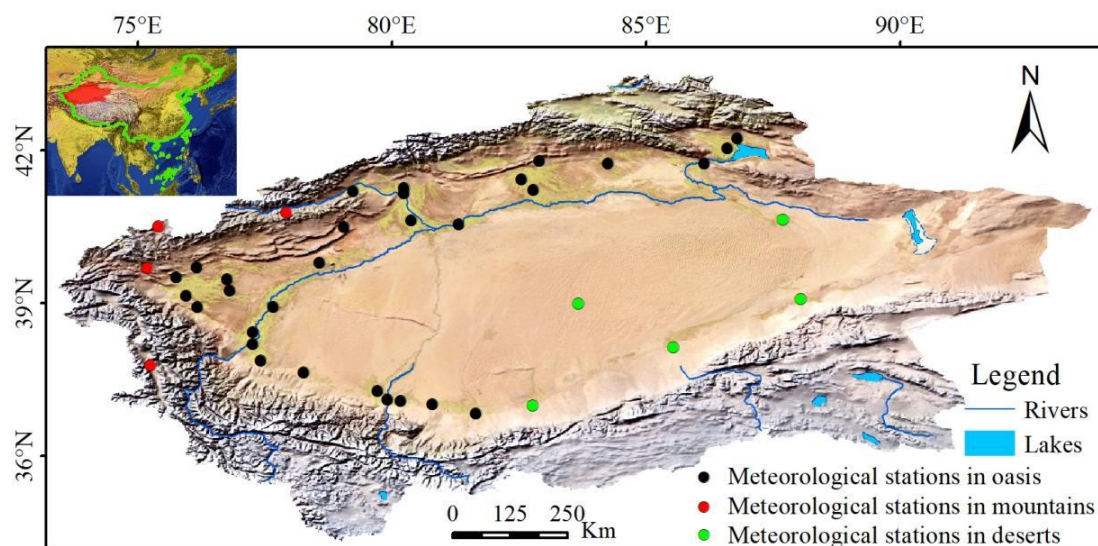 75°E 80°E 85°E 90°E
N
42°N
39°N
36°N
Legend
Rivers
Lakes
Meteorological stations in oasis
Meteorological stations in mountains
Meteorological stations in deserts
0 125 250
Km